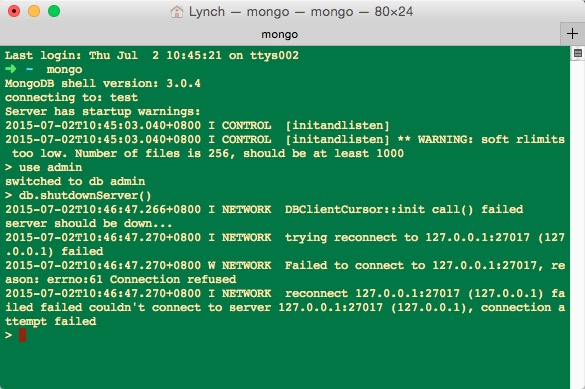 Lynch — mongo — mongo — 80×24
mongo
+
Last login: Thu Jul  2 10:45:21 on ttys002
➜ ~  mongo
MongoDB shell version: 3.0.4
connecting to: test
Server has startup warnings:
2015-07-02T10:45:03.040+0800 I CONTROL  [initandlisten]
2015-07-02T10:45:03.040+0800 I CONTROL  [initandlisten] ** WARNING: soft rlimits
 too low. Number of files is 256, should be at least 1000
> use admin
switched to db admin
> db.shutdownServer()
2015-07-02T10:46:47.266+0800 I NETWORK  DBClientCursor::init call() failed
server should be down...
2015-07-02T10:46:47.270+0800 I NETWORK  trying reconnect to 127.0.0.1:27017 (127
.0.0.1) failed
2015-07-02T10:46:47.270+0800 W NETWORK  Failed to connect to 127.0.0.1:27017, re
ason: errno:61 Connection refused
2015-07-02T10:46:47.270+0800 I NETWORK  reconnect 127.0.0.1:27017 (127.0.0.1) fa
iled failed couldn't connect to server 127.0.0.1:27017 (127.0.0.1), connection a
ttempt failed
>